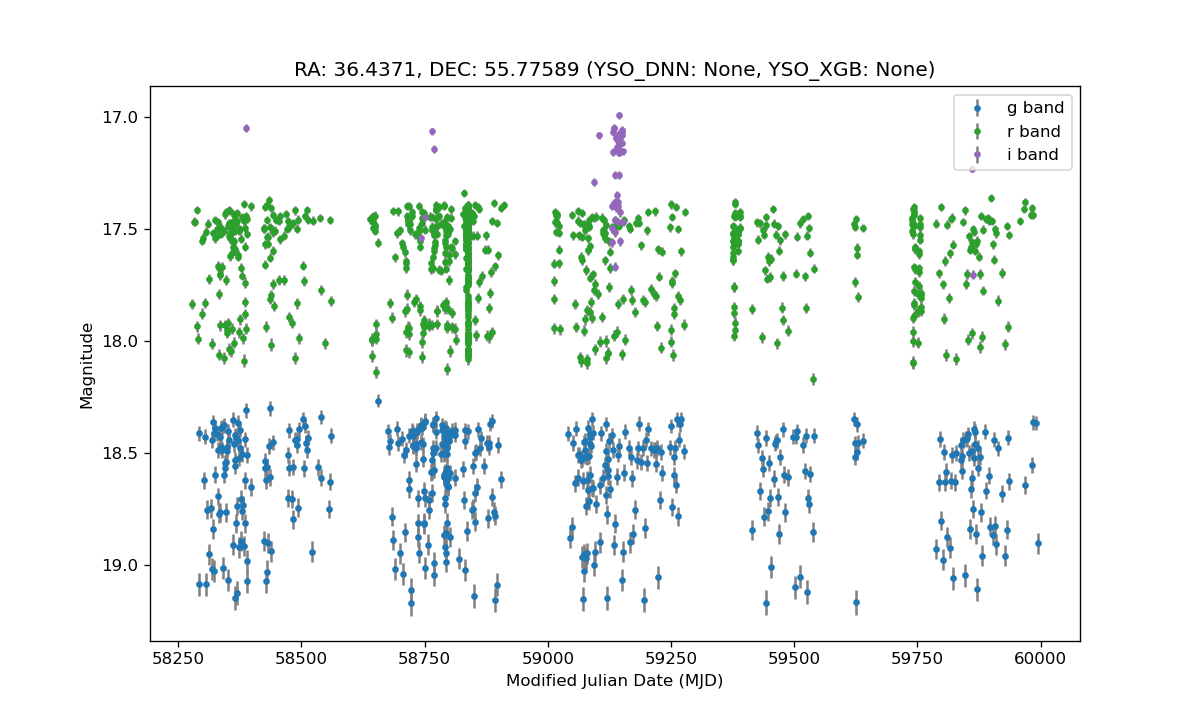 RA: 36.4371, DEC: 55.77589 (YSO_DNN: None, YSO_XGB: None)
g band
r band
i band
17.0
17.5
18.0
18.5
19.0
Magnitude
58250 58500 58750 59000 59250 59500 59750 60000
Modified Julian Date (MJD)